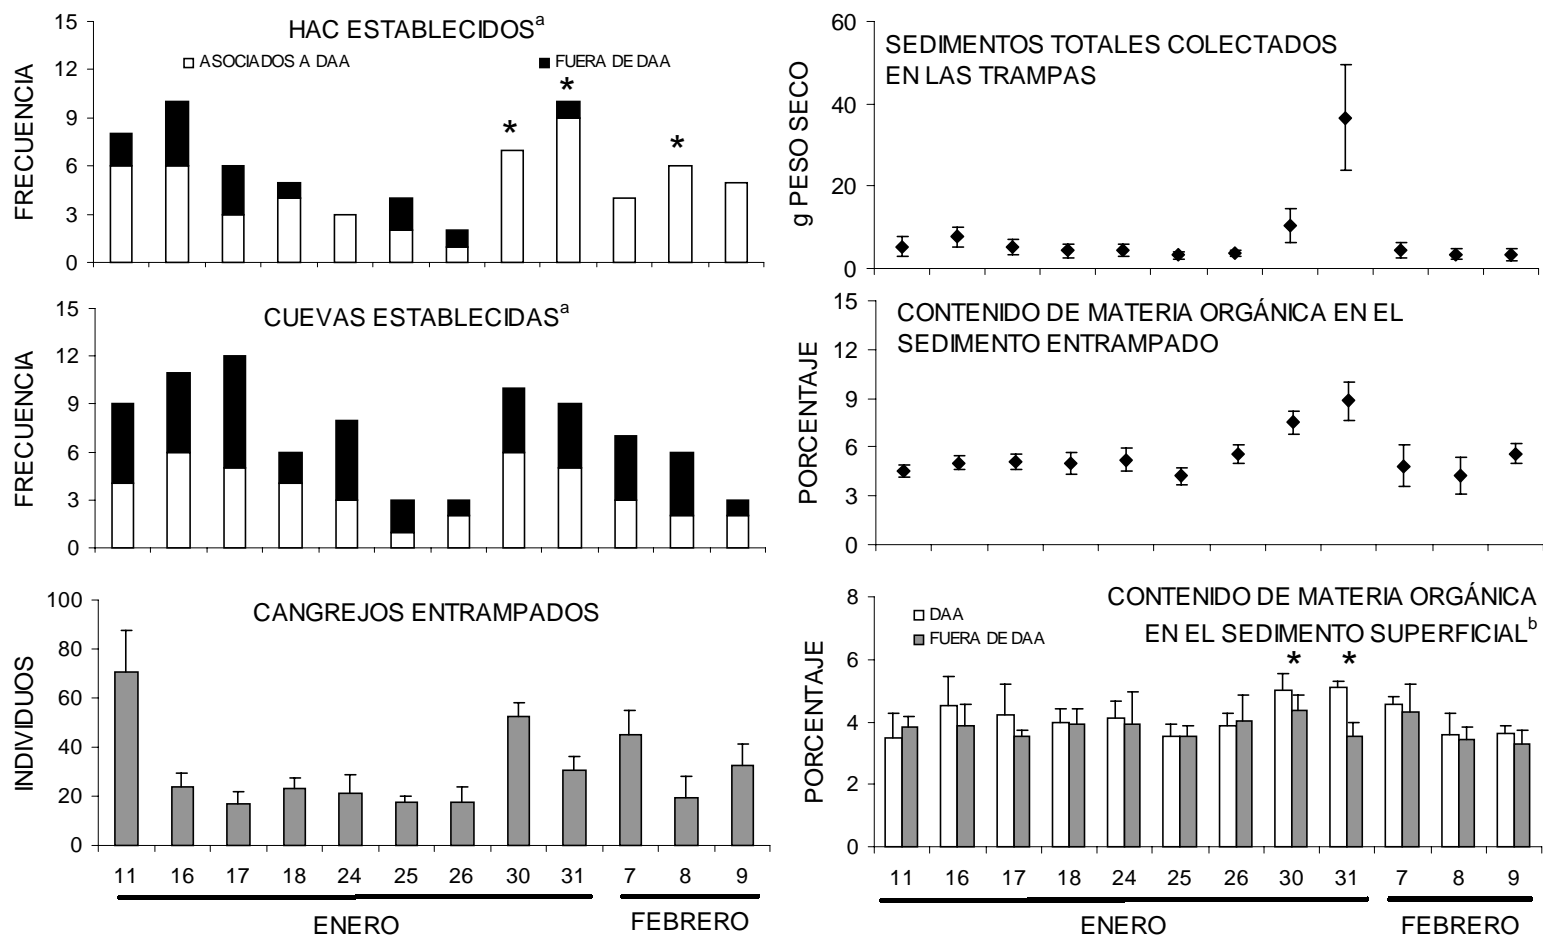 HAC ESTABLECIDOSa
ASOCIADOS A DAA
FUERA DE DAA
FRECUENCIA
15
12
9
6
3
0
*
*
*
CUEVAS ESTABLECIDASa
FRECUENCIA
15
12
9
6
3
0
CANGREJOS ENTRAMPADOS
INDIVIDUOS
100
80
60
40
20
0
11 16 17 18 24 25 26 30 31 7 8 9
ENERO FEBRERO
SEDIMENTOS TOTALES COLECTADOS
EN LAS TRAMPAS
g PESO SECO
60
40
20
0
CONTENIDO DE MATERIA ORGÁNICA EN EL
SEDIMENTO ENTRAMPADO
PORCENTAJE
15
12
9
6
3
0
CONTENIDO DE MATERIA ORGÁNICA
EN EL SEDIMENTO SUPERFICIALb
DAA
FUERA DE DAA
PORCENTAJE
8
6
4
2
0
* *
11 16 17 18 24 25 26 30 31 7 8 9
ENERO FEBRERO